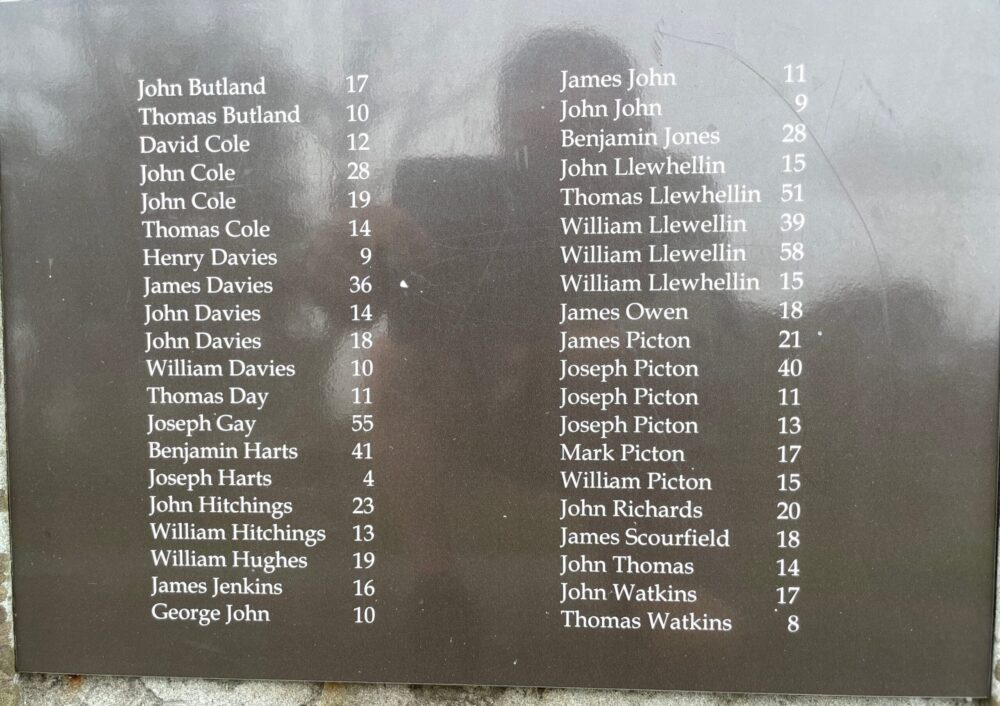 John Butland 17
Thomas Butland 10
David Cole 12
John Cole 28
John Cole 19
Thomas Cole 14
Henry Davies 9
James Davies 36
John Davies 14
John Davies 18
William Davies 10
Thomas Day 11
Joseph Gay 55
Benjamin Harts 41
Joseph Harts 4
John Hitchings 23
William Hitchings 13
William Hughes 19
James Jenkins 16
George John 10
James John 11
John John 9
Benjamin Jones 28
John Llewhellin 15
Thomas Llewhellin 51
William Llewellin 39
William Llewellin 58
William Llewhellin 15
James Owen 18
James Picton 21
Joseph Picton 40
Joseph Picton 11
Joseph Picton 13
Mark Picton 17
William Picton 15
John Richards 20
James Scourfield 18
John Thomas 14
John Watkins 17
Thomas Watkins 8